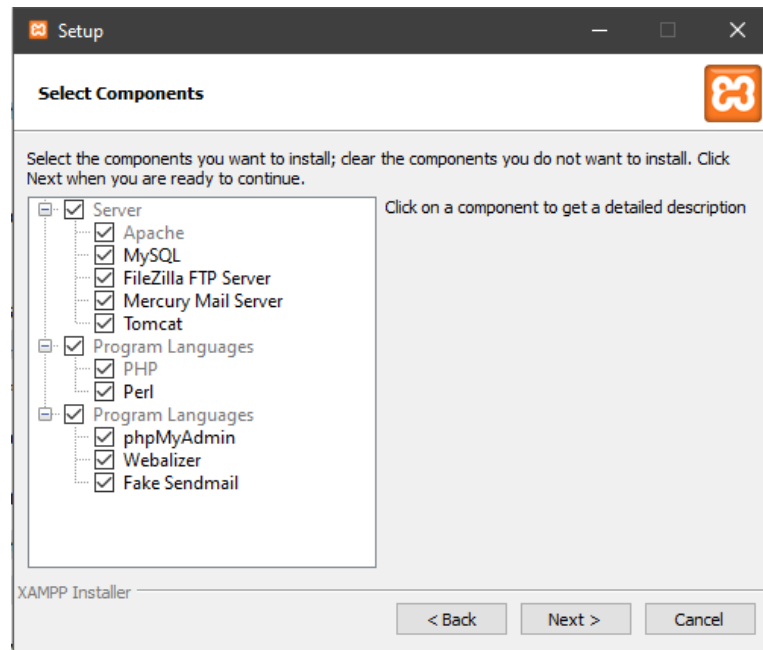 Setup
Select Components
Select the components you want to install; clear the components you do not want to install. Click
Next when you are ready to continue.
Server
Apache
MySQL
FileZilla FTP Server
Mercury Mail Server
Tomcat
Program Languages
PHP
Perl
Program Languages
phpMyAdmin
Webalizer
Fake Sendmail
Click on a component to get a detailed description
XAMPP Installer
< Back
Next >
Cancel